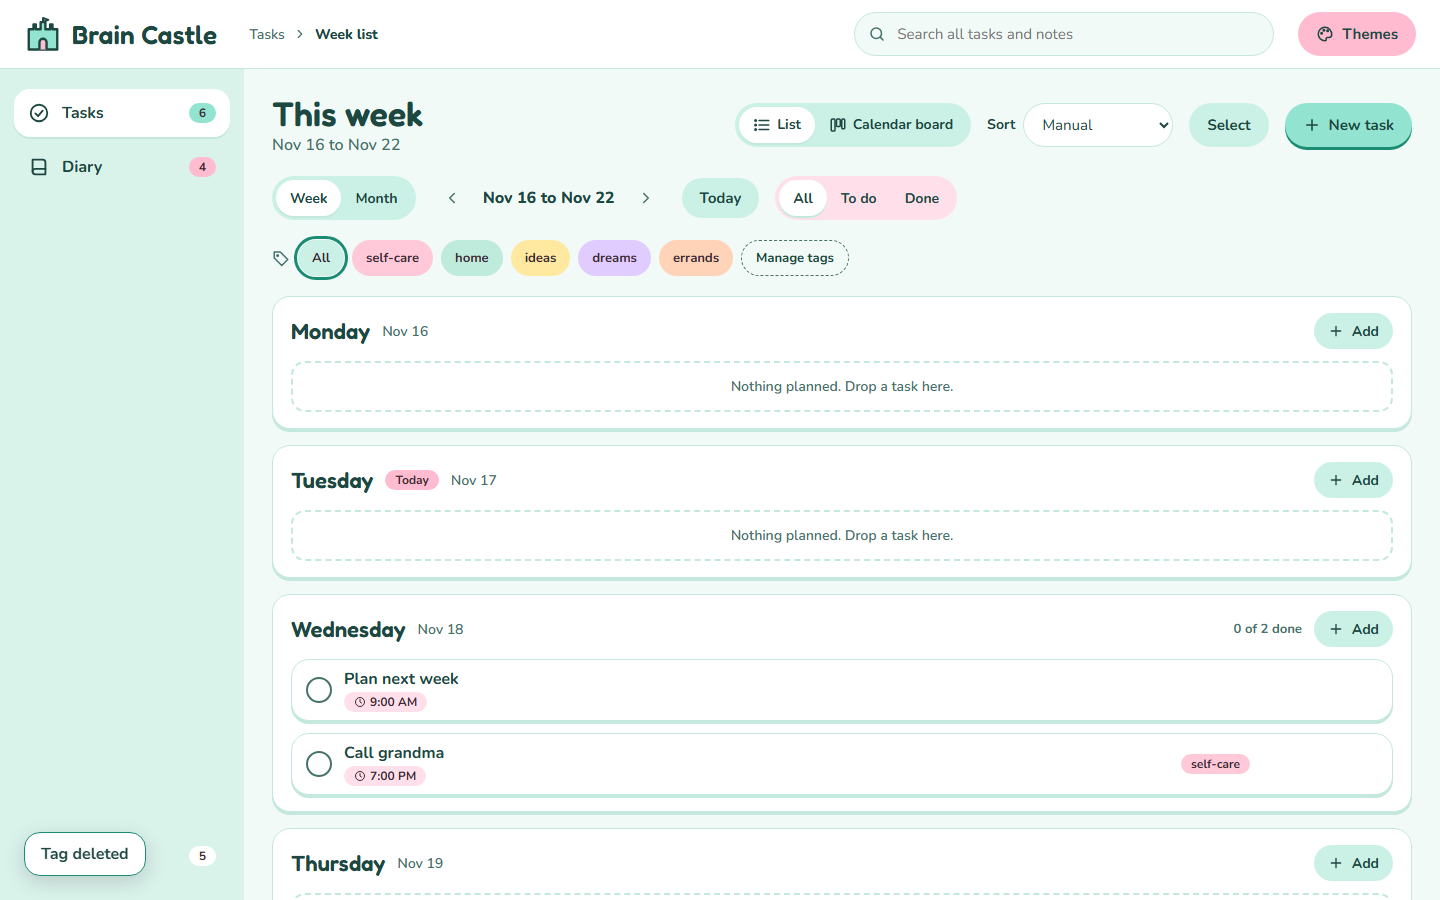 Brain Castle
Tasks > Week list
Search all tasks and notes
Themes
Tasks 6
Diary 4
This week
Nov 16 to Nov 22
List
Calendar board
Sort
Manual
Select
New task
Week
Month
Nov 16 to Nov 22
Today
All
To do
Done
All
self-care
home
ideas
dreams
errands
Manage tags
Monday Nov 16
Add
Nothing planned. Drop a task here.
Tuesday Today Nov 17
Add
Nothing planned. Drop a task here.
Wednesday Nov 18
0 of 2 done
Add
Plan next week
9:00 AM
Call grandma
7:00 PM
self-care
Thursday Nov 19
Add
Tag deleted
5